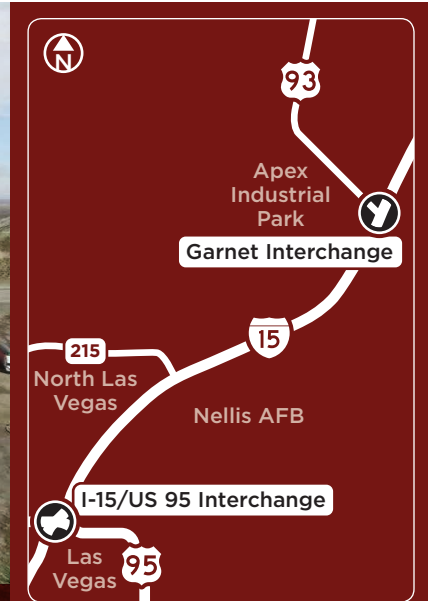 N
93
Apex
Industrial
Park
Garnet Interchange
15
215
North Las
Vegas
Nellis AFB
I-15/US 95 Interchange
Las
Vegas
95